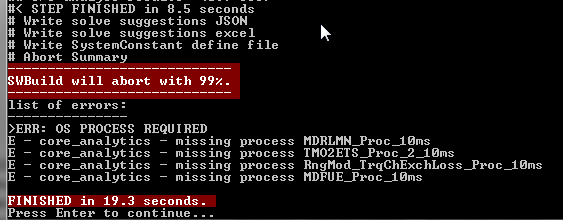 #< STEP FINISHED in 8.5 seconds
# Write solve suggestions JSON
# Write solve suggestions excel
# Write SystemConstant define file
# Abort Summary
-------------------------------
SWBuild will abort with 99%.
-------------------------------
list of errors:
----------------
>ERR: OS PROCESS REQUIRED
E - core_analytics - missing process MDRLMN_Proc_10ms
E - core_analytics - missing process TMO2ETS_Proc_2_10ms
E - core_analytics - missing process RngMod_TrqChExchLoss_Proc_10ms
E - core_analytics - missing process MDFUE_Proc_10ms
FINISHED in 19.3 seconds.
Press Enter to continue...